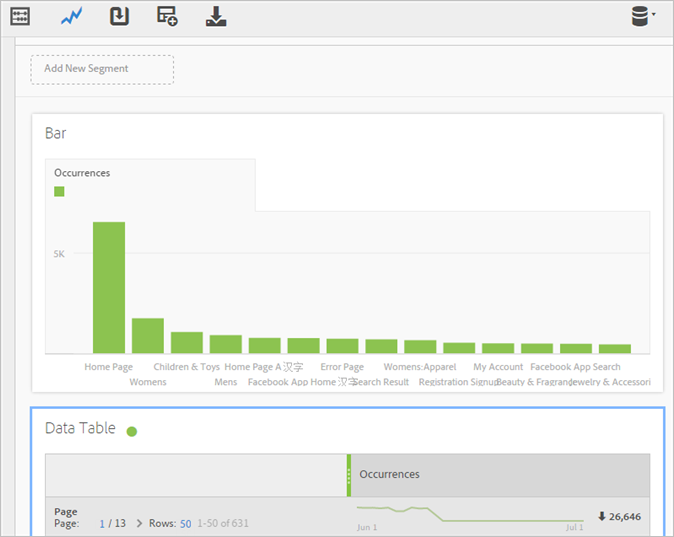 Add New Segment
Bar
Occurrences
5K
Home Page
Womens
Children & Toys
Mens
Home Page A 汉字
Facebook App Home 汉字
Error Page
Search Result
Womens:Apparel
Registration Signup
My Account
Beauty & Fragrance
Facebook App Search
Jewelry & Accessori
Data Table
Occurrences
Page
Page: 1 / 13 > Rows: 50 1-50 of 631
Jun 1 Jul 1
26,646